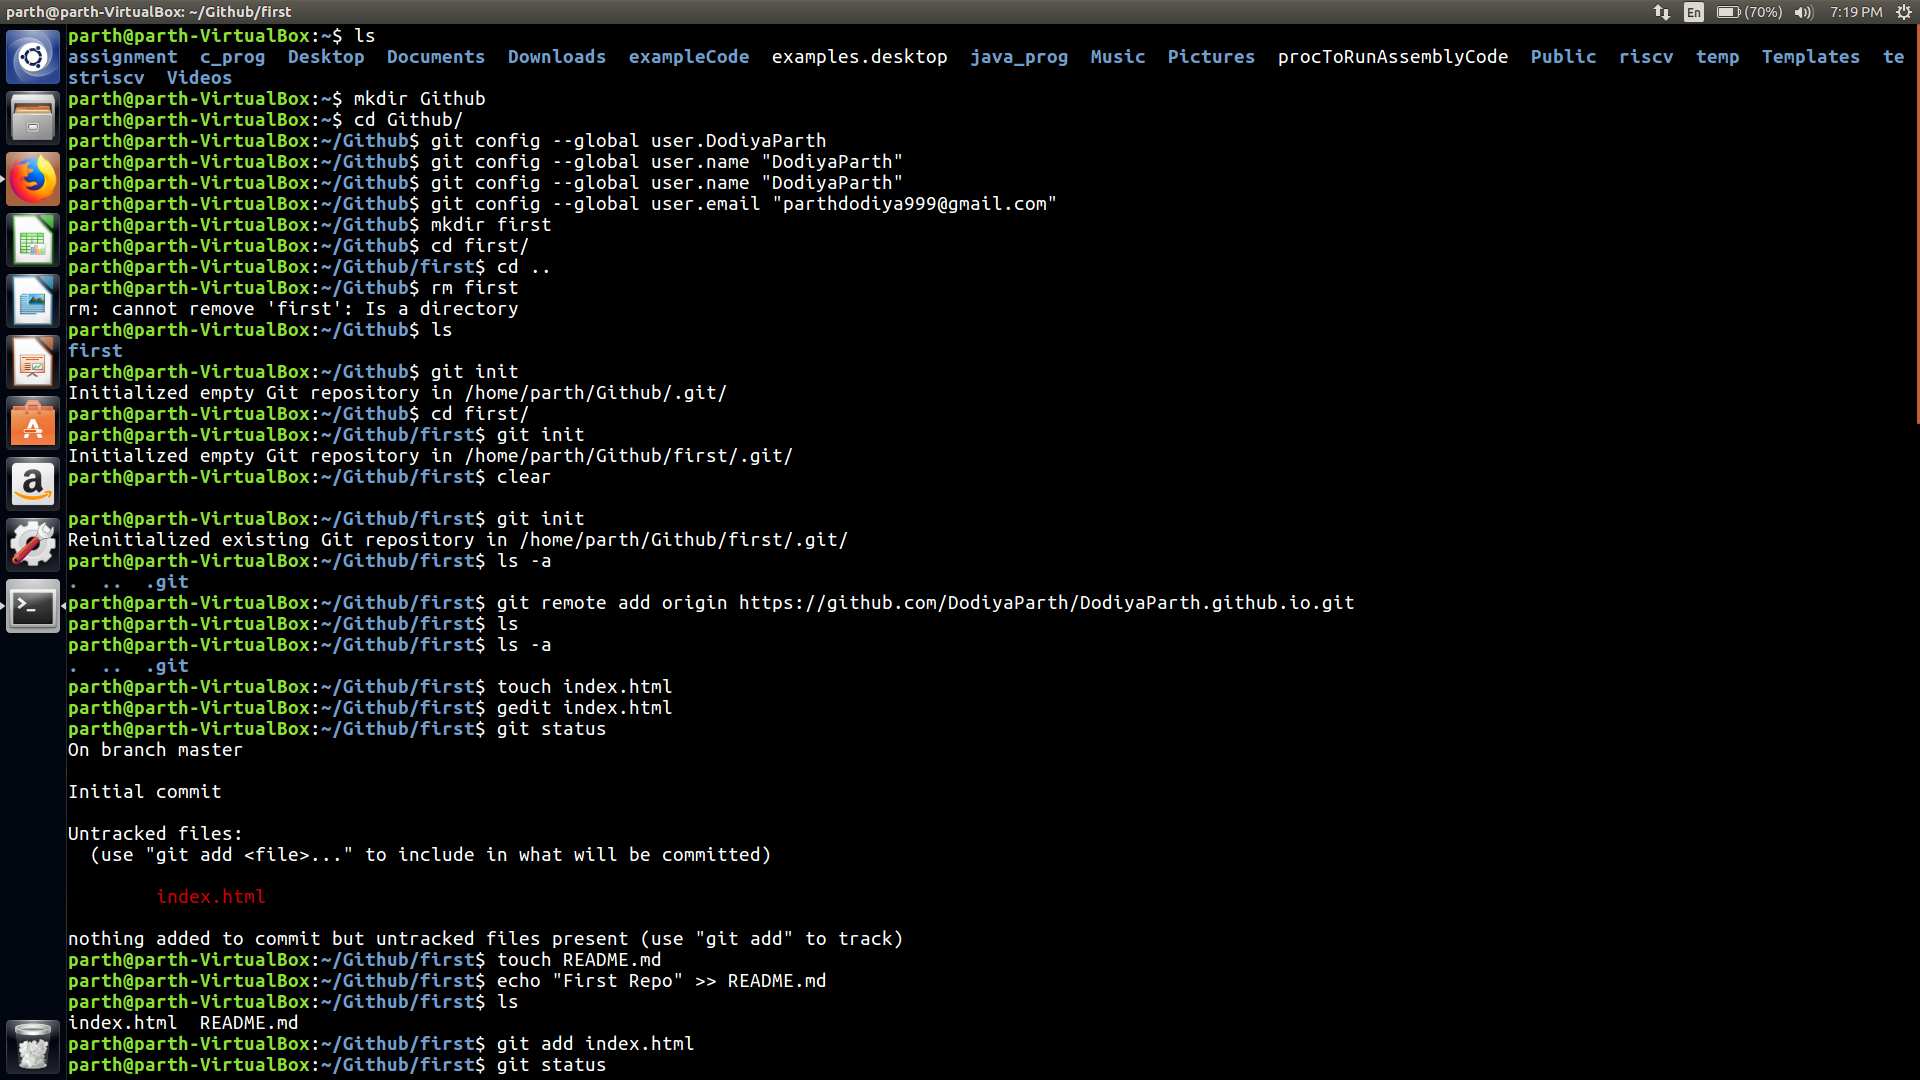 parth@parth-VirtualBox: ~/Github/first
En (70%) 7:19 PM
parth@parth-VirtualBox:~$ ls
assignment  c_prog  Desktop  Documents  Downloads  exampleCode  examples.desktop  java_prog  Music  Pictures  procToRunAssemblyCode  Public  riscv  temp  Templates  te
striscv  Videos
parth@parth-VirtualBox:~$ mkdir Github
parth@parth-VirtualBox:~$ cd Github/
parth@parth-VirtualBox:~/Github$ git config --global user.DodiyaParth
parth@parth-VirtualBox:~/Github$ git config --global user.name "DodiyaParth"
parth@parth-VirtualBox:~/Github$ git config --global user.name "DodiyaParth"
parth@parth-VirtualBox:~/Github$ git config --global user.email "parthdodiya999@gmail.com"
parth@parth-VirtualBox:~/Github$ mkdir first
parth@parth-VirtualBox:~/Github$ cd first/
parth@parth-VirtualBox:~/Github/first$ cd ..
parth@parth-VirtualBox:~/Github$ rm first
rm: cannot remove 'first': Is a directory
parth@parth-VirtualBox:~/Github$ ls
first
parth@parth-VirtualBox:~/Github$ git init
Initialized empty Git repository in /home/parth/Github/.git/
parth@parth-VirtualBox:~/Github$ cd first/
parth@parth-VirtualBox:~/Github/first$ git init
Initialized empty Git repository in /home/parth/Github/first/.git/
parth@parth-VirtualBox:~/Github/first$ clear
parth@parth-VirtualBox:~/Github/first$ git init
Reinitialized existing Git repository in /home/parth/Github/first/.git/
parth@parth-VirtualBox:~/Github/first$ ls -a
.  ..  .git
parth@parth-VirtualBox:~/Github/first$ git remote add origin https://github.com/DodiyaParth/DodiyaParth.github.io.git
parth@parth-VirtualBox:~/Github/first$ ls
parth@parth-VirtualBox:~/Github/first$ ls -a
.  ..  .git
parth@parth-VirtualBox:~/Github/first$ touch index.html
parth@parth-VirtualBox:~/Github/first$ gedit index.html
parth@parth-VirtualBox:~/Github/first$ git status
On branch master
Initial commit
Untracked files:
  (use "git add <file>..." to include in what will be committed)
        index.html
nothing added to commit but untracked files present (use "git add" to track)
parth@parth-VirtualBox:~/Github/first$ touch README.md
parth@parth-VirtualBox:~/Github/first$ echo "First Repo" >> README.md
parth@parth-VirtualBox:~/Github/first$ ls
index.html  README.md
parth@parth-VirtualBox:~/Github/first$ git add index.html
parth@parth-VirtualBox:~/Github/first$ git status